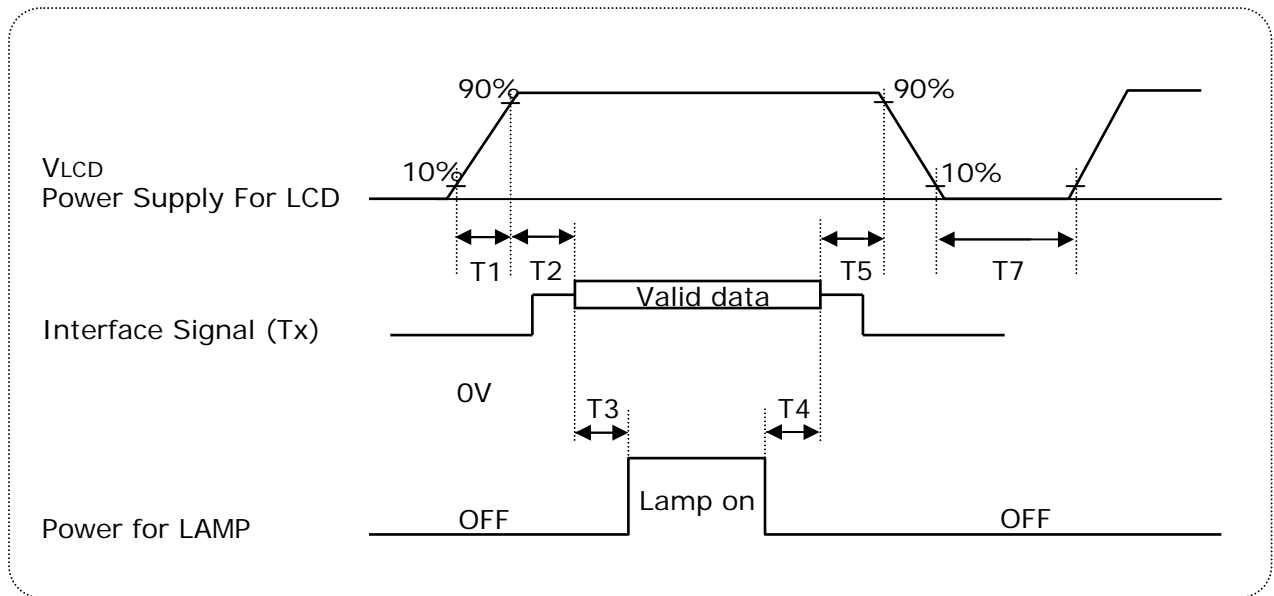 90%
90%
VLCD
10%
10%
Power Supply For LCD
T1
T2
T5
T7
Valid data
Interface Signal (Tx)
0V
T3
T4
Lamp on
Power for LAMP
OFF
OFF